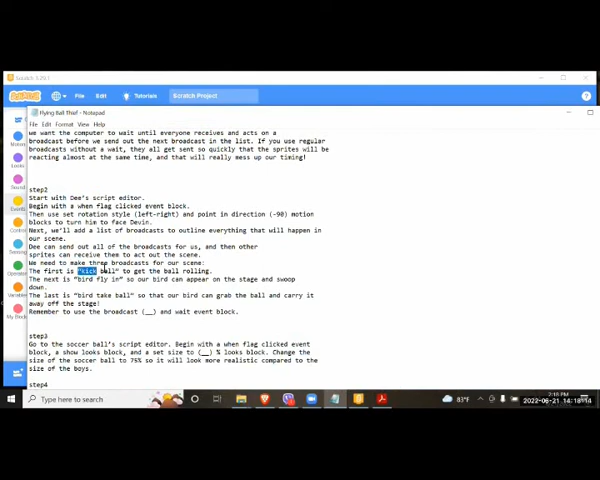 Scratch 3.29.1
SCRATCH
File Edit Tutorials Scratch Project
Flying Ball Thief - Notepad
File Edit Format View Help
we want the computer to wait until everyone receives and acts on a
broadcast before we send out the next broadcast in the list. If you use regular
broadcasts without a wait, they all get sent so quickly that the sprites will be
reacting almost at the same time, and that will really mess up our timing!
step2
Start with Dee's script editor.
Begin with a when flag clicked event block.
Then use set rotation style (left-right) and point in direction (-90) motion
blocks to turn him to face Devin.
Next, we'll add a list of broadcasts to outline everything that will happen in
our scene.
Dee can send out all of the broadcasts for us, and then other
sprites can receive them to act out the scene.
We need to make three broadcasts for our scene:
The first is "kick ball" to get the ball rolling.
The next is "bird fly in" so our bird can appear on the stage and swoop
down.
The last is "bird take ball" so that our bird can grab the ball and carry it
away off the stage!
Remember to use the broadcast (__) and wait event block.
step3
Go to the soccer ball's script editor. Begin with a when flag clicked event
block, a show looks block, and a set size to (__) % looks block. Change the
size of the soccer ball to 75% so it will look more realistic compared to the
size of the boys.
step4
Type here to search
83°F
2:18 PM
2022-06-21 14:18:14